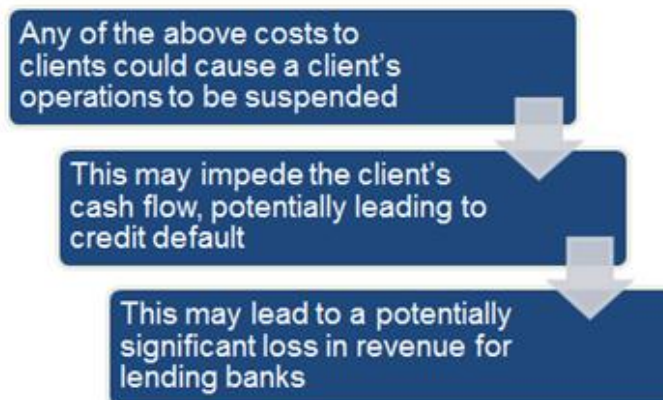 Any of the above costs to
clients could cause a client's
operations to be suspended
This may impede the client's
cash flow, potentially leading to
credit default
This may lead to a potentially
significant loss in revenue for
lending banks